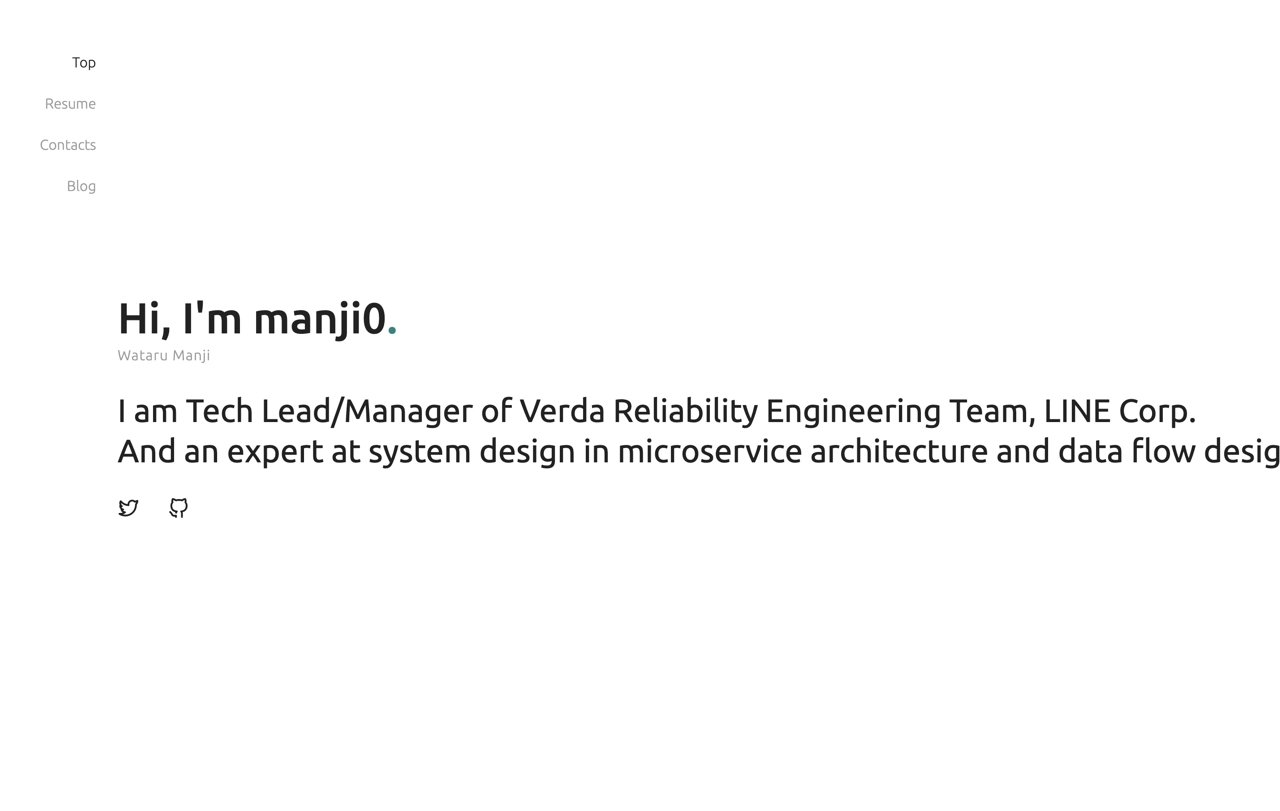 Top
Resume
Contacts
Blog
Hi, I'm manji0.
Wataru Manji
I am Tech Lead/Manager of Verda Reliability Engineering Team, LINE Corp.
And an expert at system design in microservice architecture and data flow desig